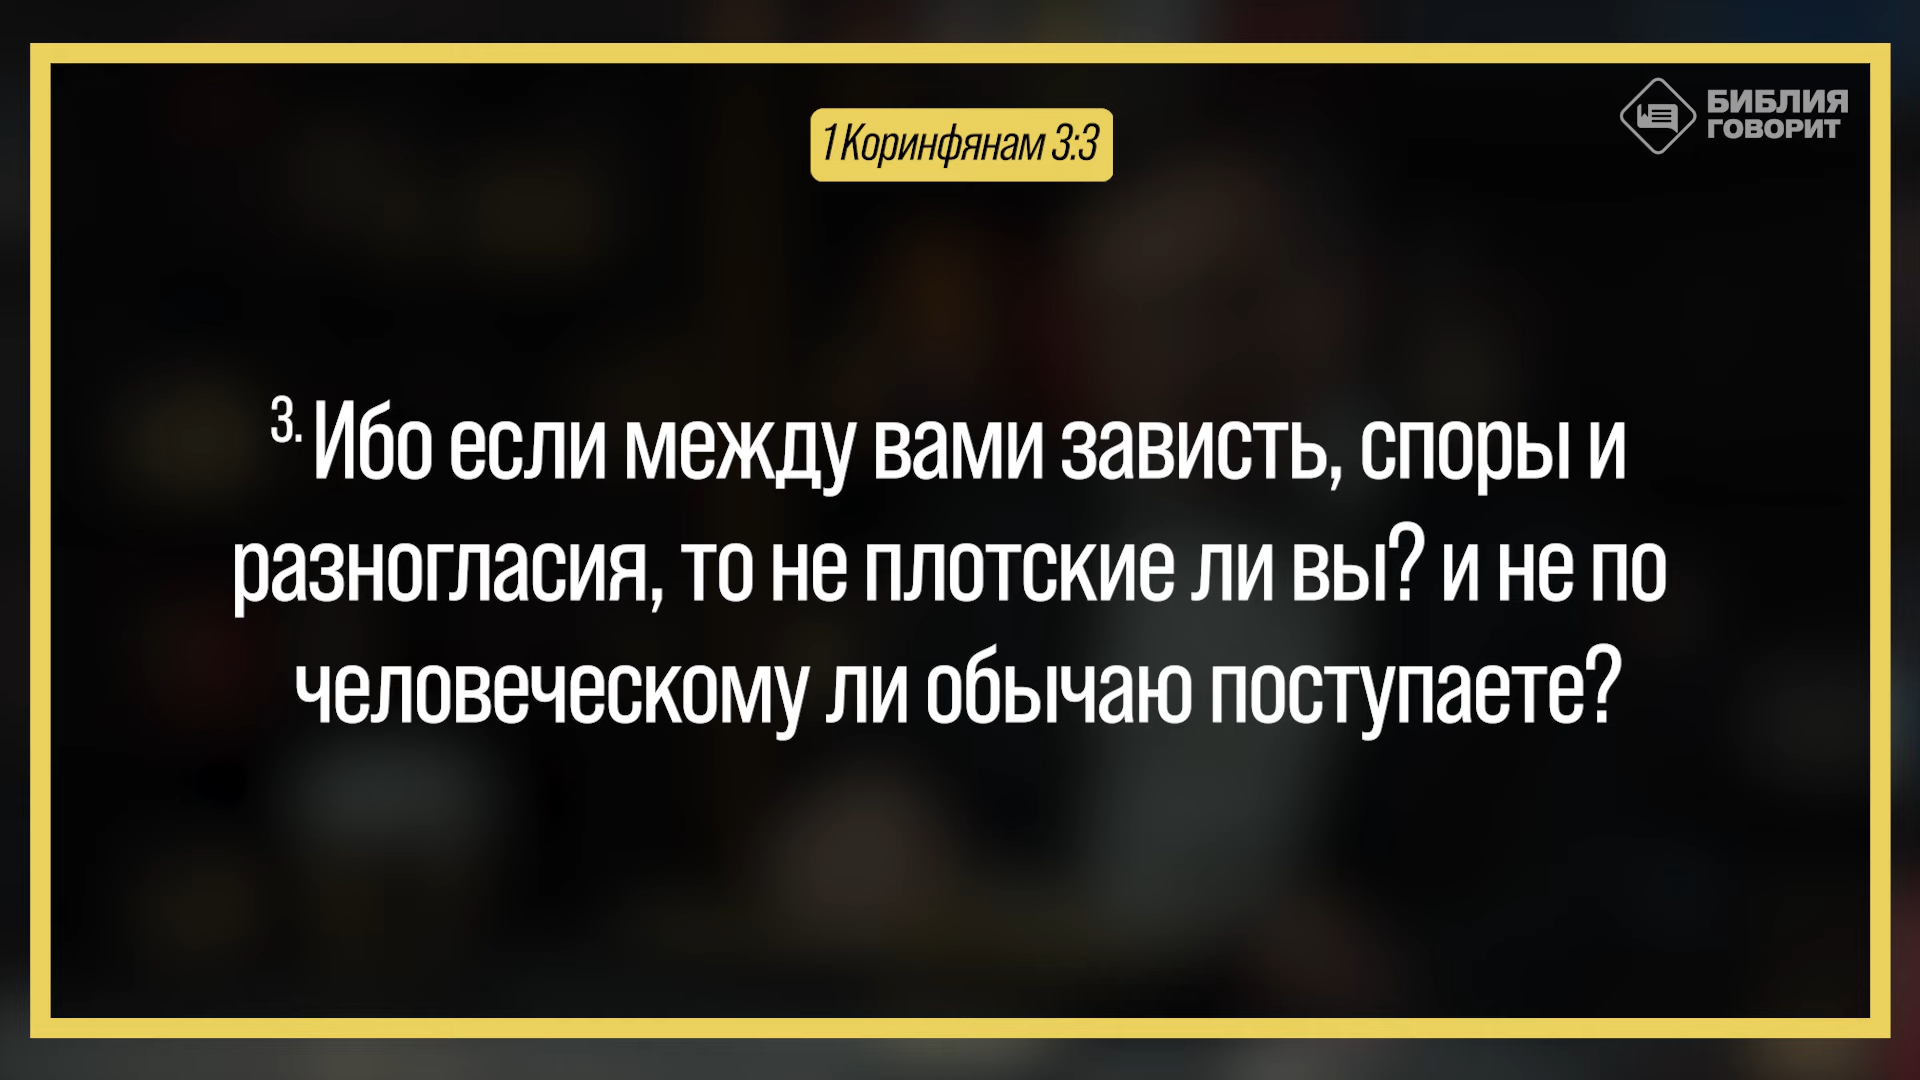 БИБЛИЯ
ГОВОРИТ
1 Коринфянам 3:3
3. Ибо если между вами зависть, споры и
разногласия, то не плотские ли вы? и не по
человеческому ли обычаю поступаете?